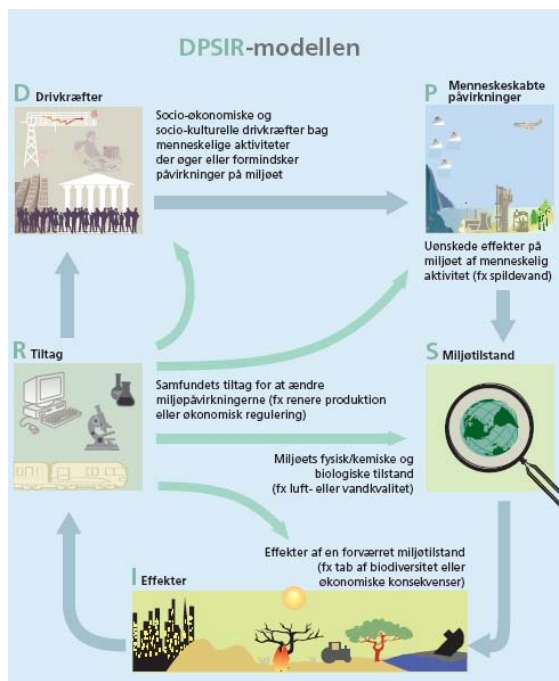 DPSIR-modellen
D Drivkræfter
Socio-økonomiske og
socio-kulturelle drivkræfter bag
menneskelige aktiviteter
der øger eller formindsker
påvirkninger på miljøet
P Menneskeskabte
påvirkninger
Uønskede effekter på
miljøet af menneskelig
aktivitet (fx spildevand)
R Tiltag
Samfundets tiltag for at ændre
miljøpåvirkningerne (fx renere produktion
eller økonomisk regulering)
S Miljøtilstand
Miljøets fysisk/kemiske og
biologiske tilstand
(fx luft- eller vandkvalitet)
Effekter af en forværret miljøtilstand
(fx tab af biodiversitet eller
økonomiske konsekvenser)
I Effekter